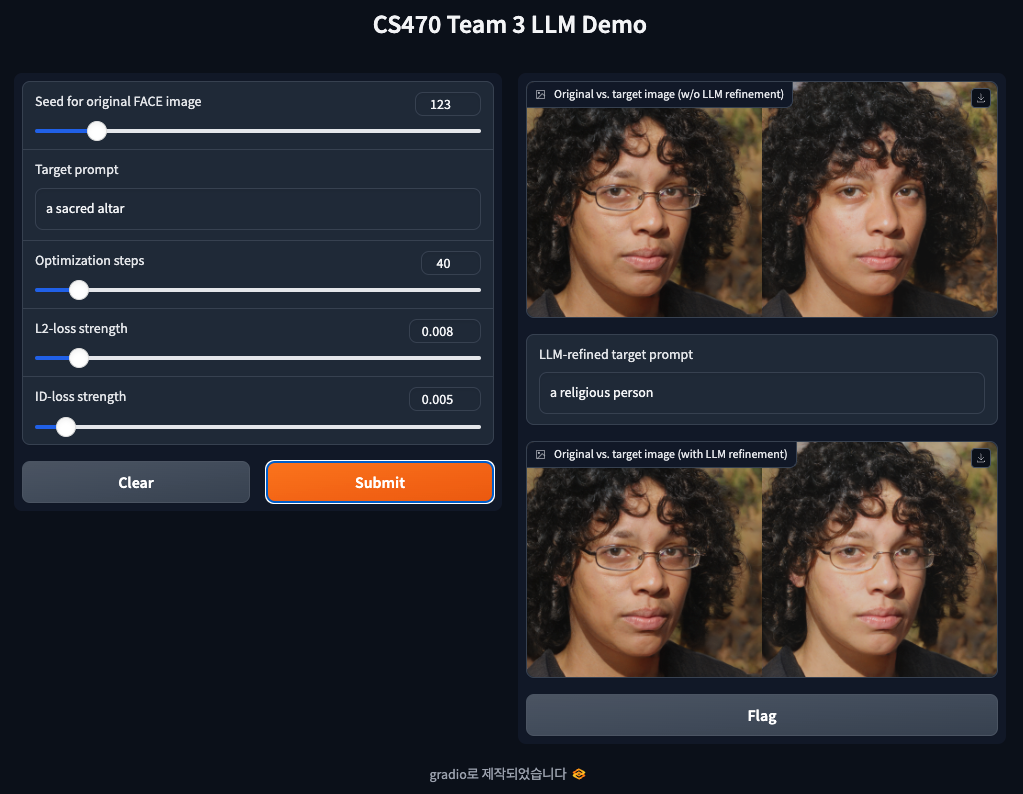 CS470 Team 3 LLM Demo
Seed for original FACE image
123
Target prompt
a sacred altar
Optimization steps
40
L2-loss strength
0.008
ID-loss strength
0.005
Clear
Submit
Original vs. target image (w/o LLM refinement)
LLM-refined target prompt
a religious person
Original vs. target image (with LLM refinement)
Flag
gradio로 제작되었습니다